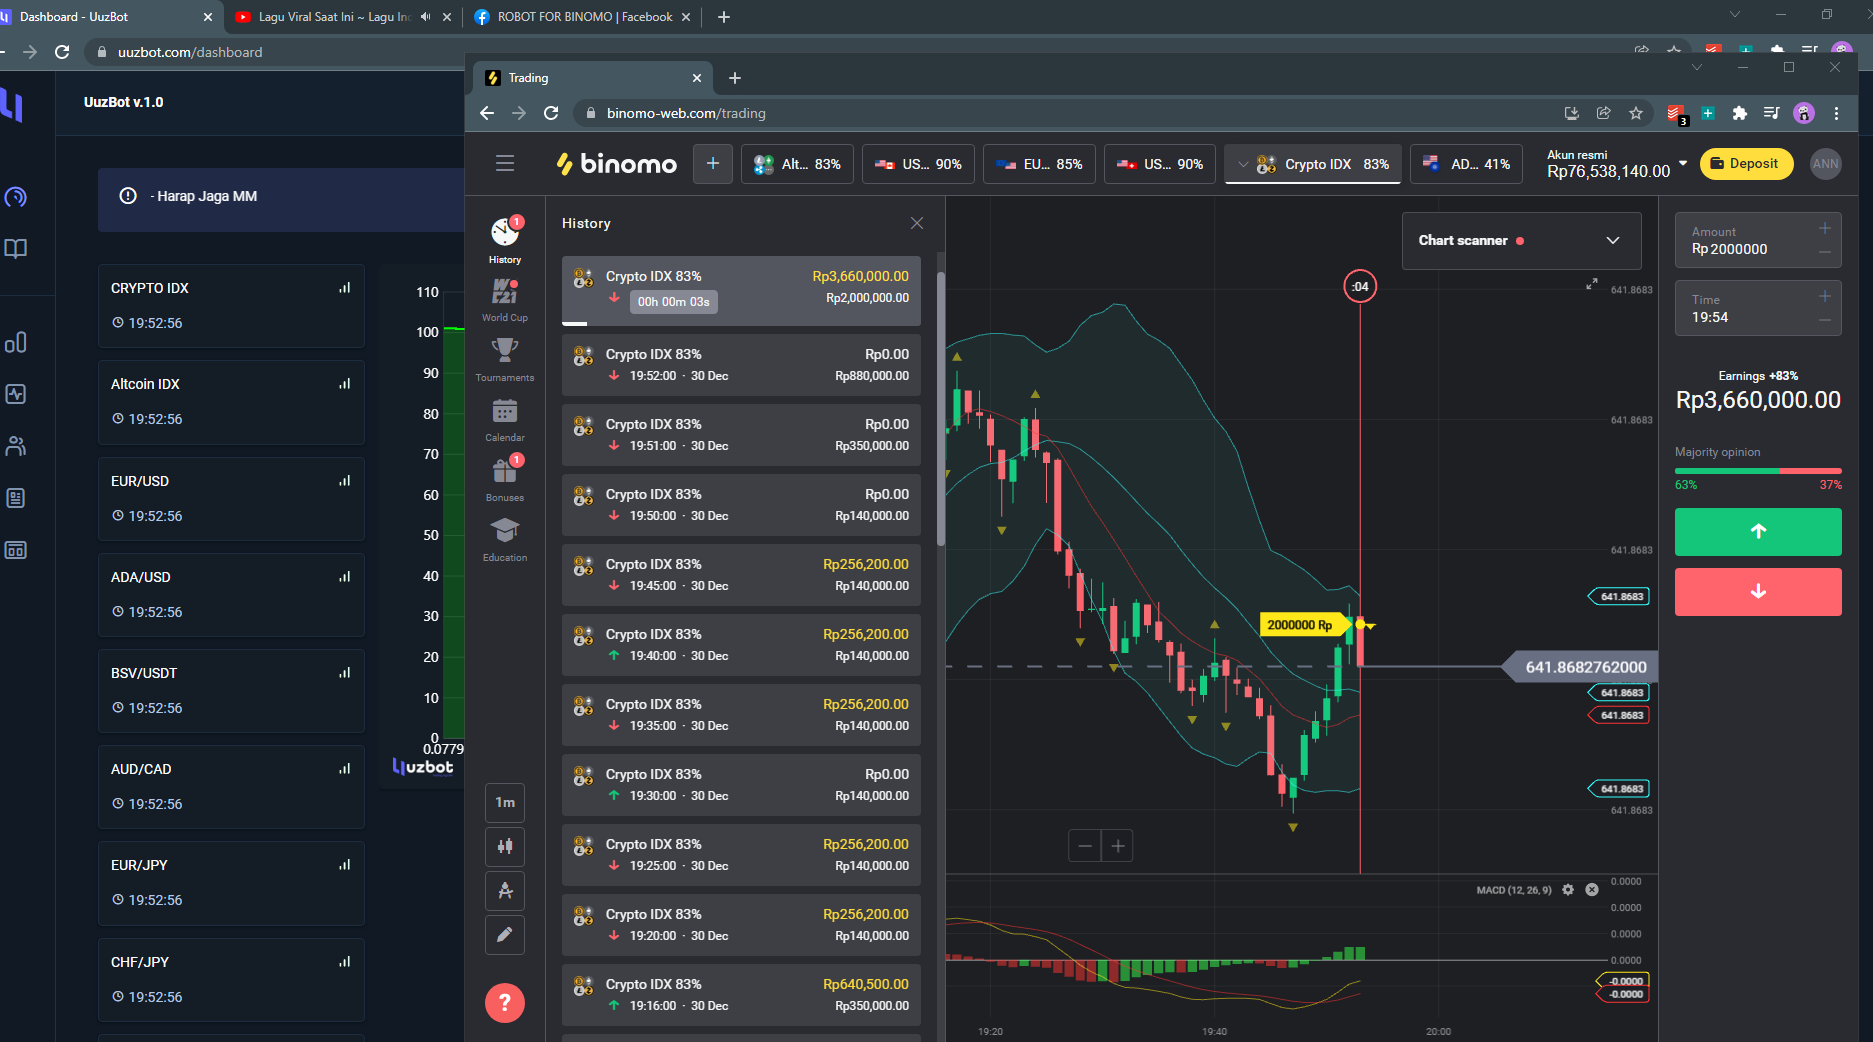 Dashboard - UuzBot
Lagu Viral Saat Ini ~ Lagu In
ROBOT FOR BINOMO | Facebook
uuzbot.com/dashboard
UuzBot v.1.0
- Harap Jaga MM
CRYPTO IDX
19:52:56
Altcoin IDX
19:52:56
EUR/USD
19:52:56
ADA/USD
19:52:56
BSV/USDT
19:52:56
AUD/CAD
19:52:56
EUR/JPY
19:52:56
CHF/JPY
19:52:56
110
100
90
80
70
60
50
40
30
20
10
0
0.0779
uuzbot
Trading
binomo-web.com/trading
3
binomo
Alt... 83%
US... 90%
EU... 85%
US... 90%
Crypto IDX 83%
AD... 41%
Akun resmi
Rp76,538,140.00
Deposit
ANN
1
History
WC21
World Cup
Tournaments
Calendar
1
Bonuses
Education
1m
?
History
Crypto IDX 83% Rp3,660,000.00
00h 00m 03s Rp2,000,000.00
Crypto IDX 83% Rp0.00
19:52:00 · 30 Dec Rp880,000.00
Crypto IDX 83% Rp0.00
19:51:00 · 30 Dec Rp350,000.00
Crypto IDX 83% Rp0.00
19:50:00 · 30 Dec Rp140,000.00
Crypto IDX 83% Rp256,200.00
19:45:00 · 30 Dec Rp140,000.00
Crypto IDX 83% Rp256,200.00
19:40:00 · 30 Dec Rp140,000.00
Crypto IDX 83% Rp256,200.00
19:35:00 · 30 Dec Rp140,000.00
Crypto IDX 83% Rp0.00
19:30:00 · 30 Dec Rp140,000.00
Crypto IDX 83% Rp256,200.00
19:25:00 · 30 Dec Rp140,000.00
Crypto IDX 83% Rp256,200.00
19:20:00 · 30 Dec Rp140,000.00
Crypto IDX 83% Rp640,500.00
19:16:00 · 30 Dec Rp350,000.00
Chart scanner
:04
641.8683
641.8683
641.8683
641.8683
2000000 Rp
641.8682762000
641.8683
641.8683
641.8683
641.8683
MACD (12, 26, 9)
0.0000
0.0000
0.0000
0.0000
-0.0000
-0.0000
19:20
19:40
20:00
Amount
Rp2000000
Time
19:54
Earnings +83%
Rp3,660,000.00
Majority opinion
63%
37%